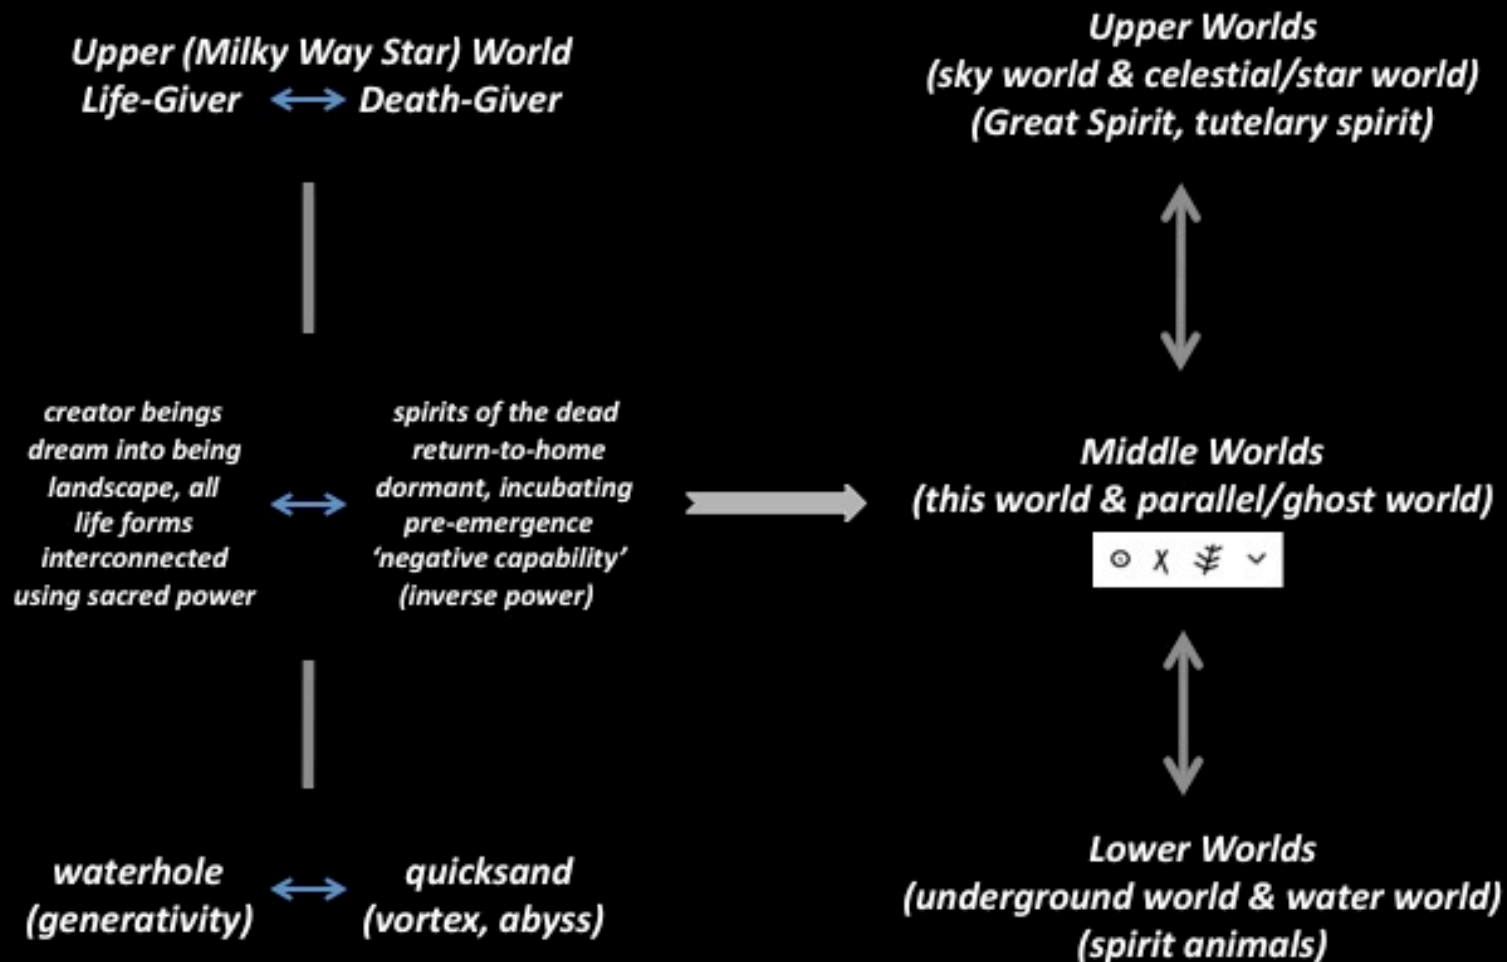 Upper (Milky Way Star) World
Life-Giver ↔ Death-Giver
creator beings
dream into being
landscape, all
life forms
interconnected
using sacred power
spirits of the dead
return-to-home
dormant, incubating
pre-emergence
‘negative capability’
(inverse power)
waterhole
(generativity)
quicksand
(vortex, abyss)
Upper Worlds
(sky world & celestial/star world)
(Great Spirit, tutelary spirit)
Middle Worlds
(this world & parallel/ghost world)
Lower Worlds
(underground world & water world)
(spirit animals)